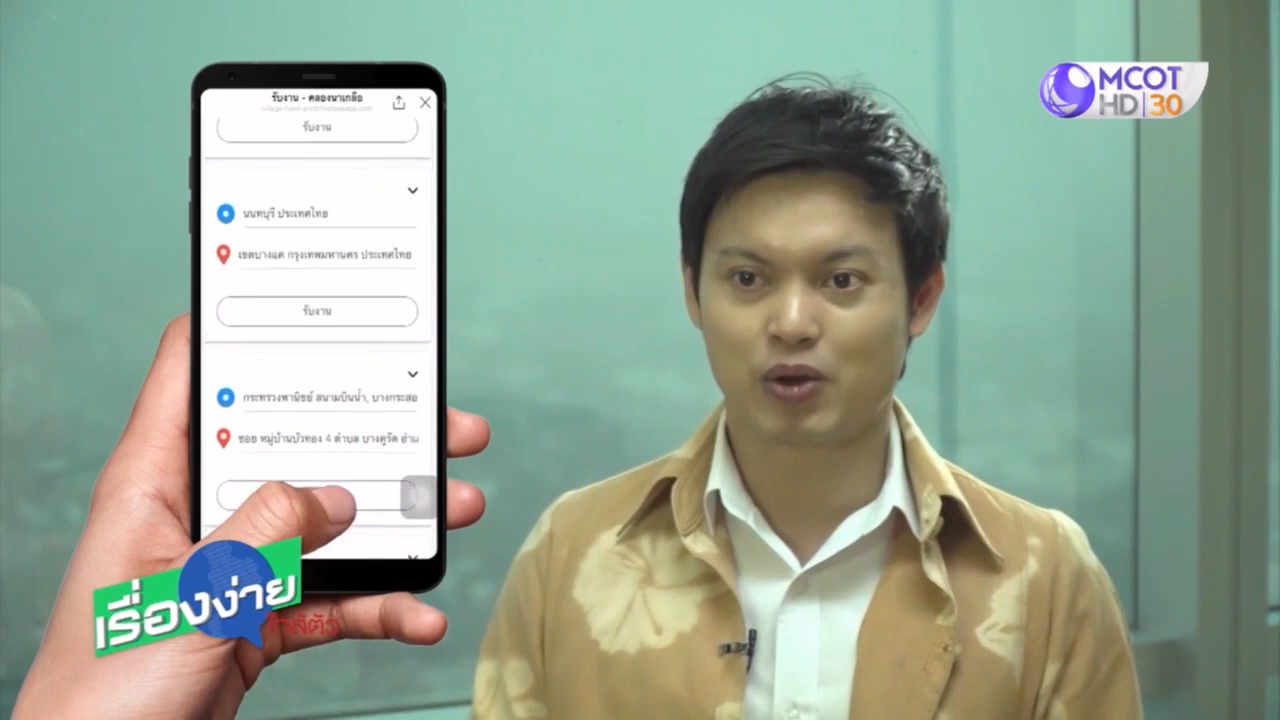 MCOT
HD 30
รับงาน - คลองนาเกลือ
รับงาน
นนทบุรี ประเทศไทย
เขตบางแค กรุงเทพมหานคร ประเทศไทย
รับงาน
กระทรวงพานิชย์ สนามบินน้ำ, บางกระสอ
ซอย หมู่บ้านบัวทอง 4 ตำบล บางคูรัด อำเ
เรื่องง่าย
ใกล้ตัว